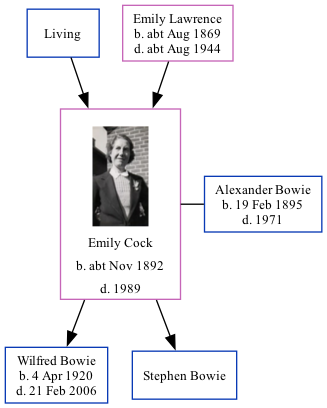 Living
Emily Lawrence
b. abt Aug 1869
d. abt Aug 1944
Emily Cock
b. abt Nov 1892
d. 1989
Alexander Bowie
b. 19 Feb 1895
d. 1971
Wilfred Bowie
b. 4 Apr 1920
d. 21 Feb 2006
Stephen Bowie